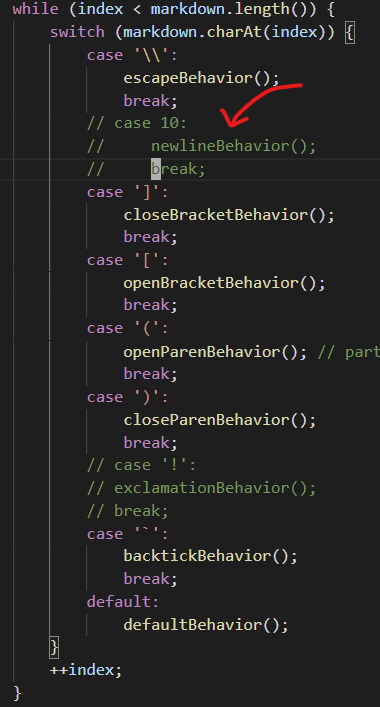 while (index < markdown.length()) {
    switch (markdown.charAt(index)) {
        case '\\':
            escapeBehavior();
            break;
        // case 10:
        //     newlineBehavior();
        //     break;
        case ']':
            closeBracketBehavior();
            break;
        case '[':
            openBracketBehavior();
            break;
        case '(':
            openParenBehavior(); // part
            break;
        case ')':
            closeParenBehavior();
            break;
        // case '!':
        // exclamationBehavior();
        // break;
        case '`':
            backtickBehavior();
            break;
        default:
            defaultBehavior();
    }
    ++index;
}